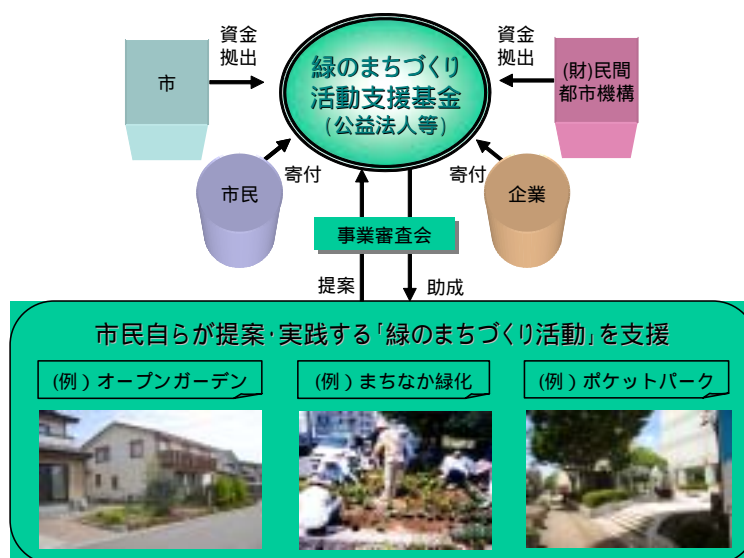 資金
拠出
市
緑のまちづくり
活動支援基金
(公益法人等)
資金
拠出
(財)民間
都市機構
市民
寄付
寄付
企業
事業審査会
提案
助成
市民自らが提案・実践する｢緑のまちづくり活動｣を支援
(例)オープンガーデン
(例)まちなか緑化
(例)ポケットパーク